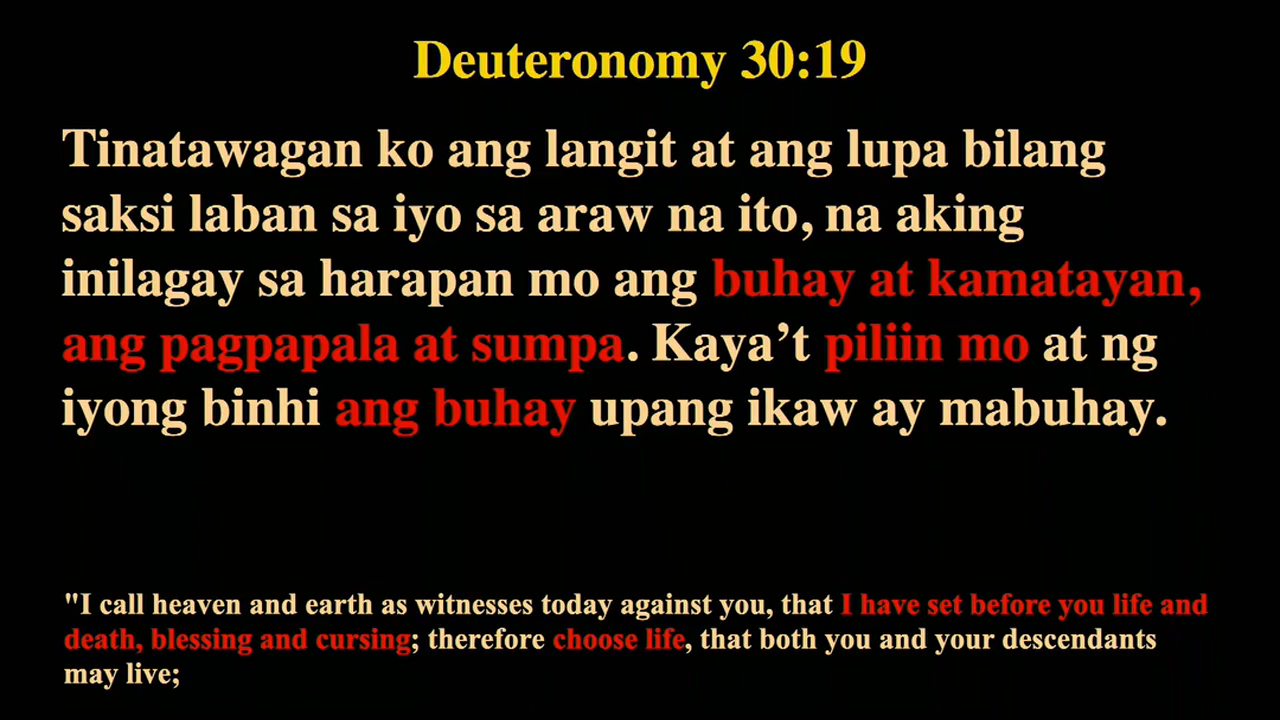 Deuteronomy 30:19
Tinatawagan ko ang langit at ang lupa bilang
saksi laban sa iyo sa araw na ito, na aking
inilagay sa harapan mo ang buhay at kamatayan,
ang pagpapala at sumpa. Kaya’t piliin mo at ng
iyong binhi ang buhay upang ikaw ay mabuhay.
"I call heaven and earth as witnesses today against you, that I have set before you life and
death, blessing and cursing; therefore choose life, that both you and your descendants
may live;